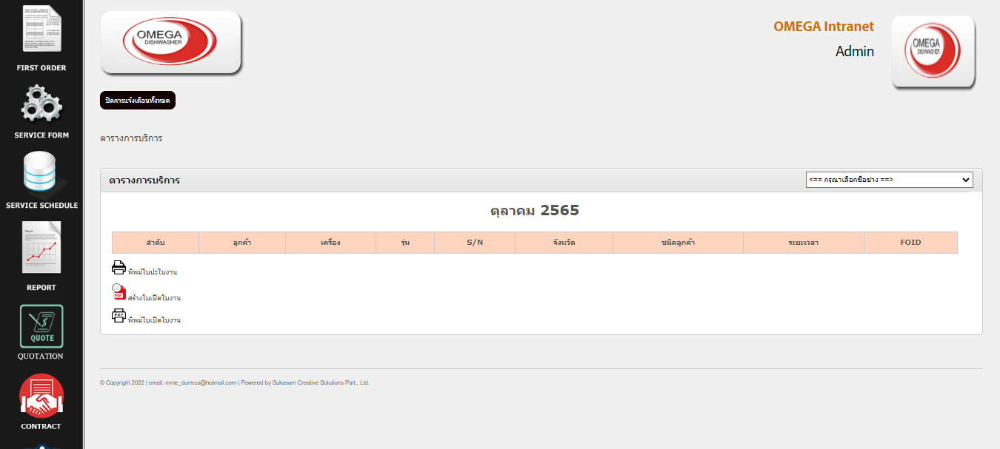 FIRST ORDER
SERVICE FORM
SERVICE SCHEDULE
Report
REPORT
QUOTE
QUOTATION
CONTRACT
OMEGA
DISHWASHER
OMEGA Intranet
Admin
OMEGA
DISHWASHER
ปิดการแจ้งเตือนทั้งหมด
ตารางการบริการ
ตารางการบริการ
<== กรุณาเลือกชื่อช่าง ==>
ตุลาคม 2565
ลำดับ ลูกค้า เครื่อง รุ่น S/N จังหวัด ชนิดลูกค้า ระยะเวลา FOID
พิพม์ใบปะใบงาน
PDF
สร้างใบเปิดใบงาน
PDF
พิพม์ใบเปิดใบงาน
© Copyright 2022 | email: mme_dumrus@hotmail.com | Powered by Sukasam Creative Solutions Part., Ltd.